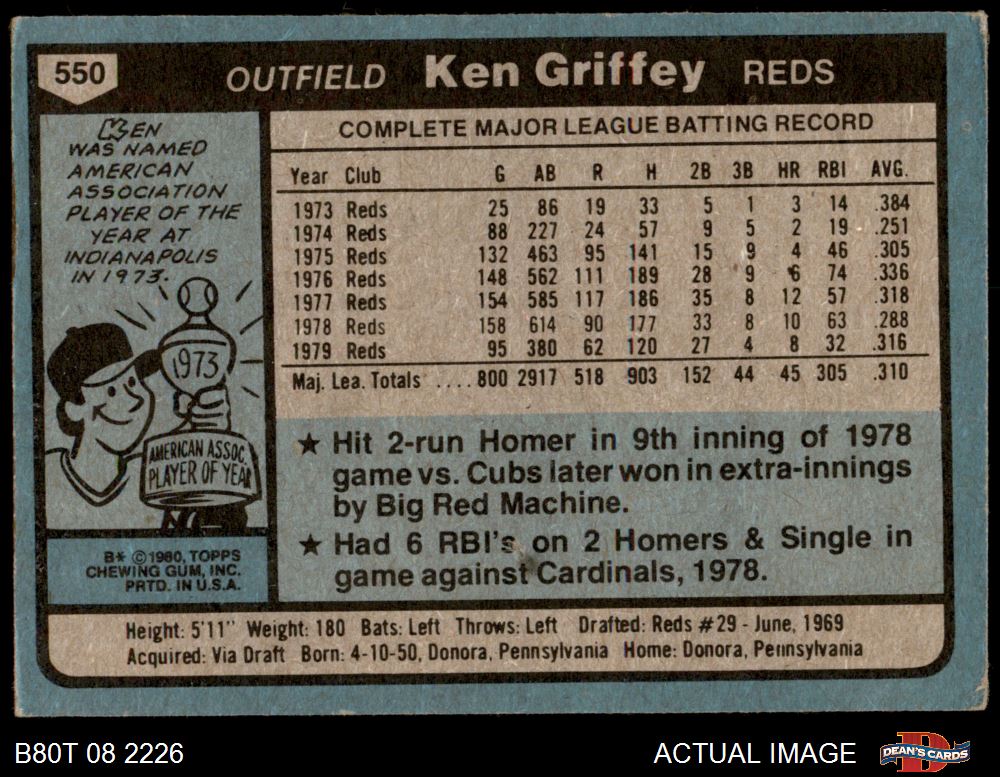 550 OUTFIELD Ken Griffey REDS
KEN
WAS NAMED
AMERICAN
ASSOCIATION
PLAYER OF THE
YEAR AT
INDIANAPOLIS
IN 1973.
1973
AMERICAN ASSOC.
PLAYER OF YEAR
B* ©1980, TOPPS
CHEWING GUM, INC.
PRTD. IN U.S.A.
COMPLETE MAJOR LEAGUE BATTING RECORD
Year Club G AB R H 2B 3B HR RBI AVG.
1973 Reds 25 86 19 33 5 1 3 14 .384
1974 Reds 88 227 24 57 9 5 2 19 .251
1975 Reds 132 463 95 141 15 9 4 46 .305
1976 Reds 148 562 111 189 28 9 6 74 .336
1977 Reds 154 585 117 186 35 8 12 57 .318
1978 Reds 158 614 90 177 33 8 10 63 .288
1979 Reds 95 380 62 120 27 4 8 32 .316
Maj. Lea. Totals .... 800 2917 518 903 152 44 45 305 .310
★ Hit 2-run Homer in 9th inning of 1978
game vs. Cubs later won in extra-innings
by Big Red Machine.
★ Had 6 RBI's on 2 Homers & Single in
game against Cardinals, 1978.
Height: 5'11" Weight: 180 Bats: Left Throws: Left Drafted: Reds #29 - June, 1969
Acquired: Via Draft Born: 4-10-50, Donora, Pennsylvania Home: Donora, Pennsylvania
B80T 08 2226 ACTUAL IMAGE DEAN'S CARDS